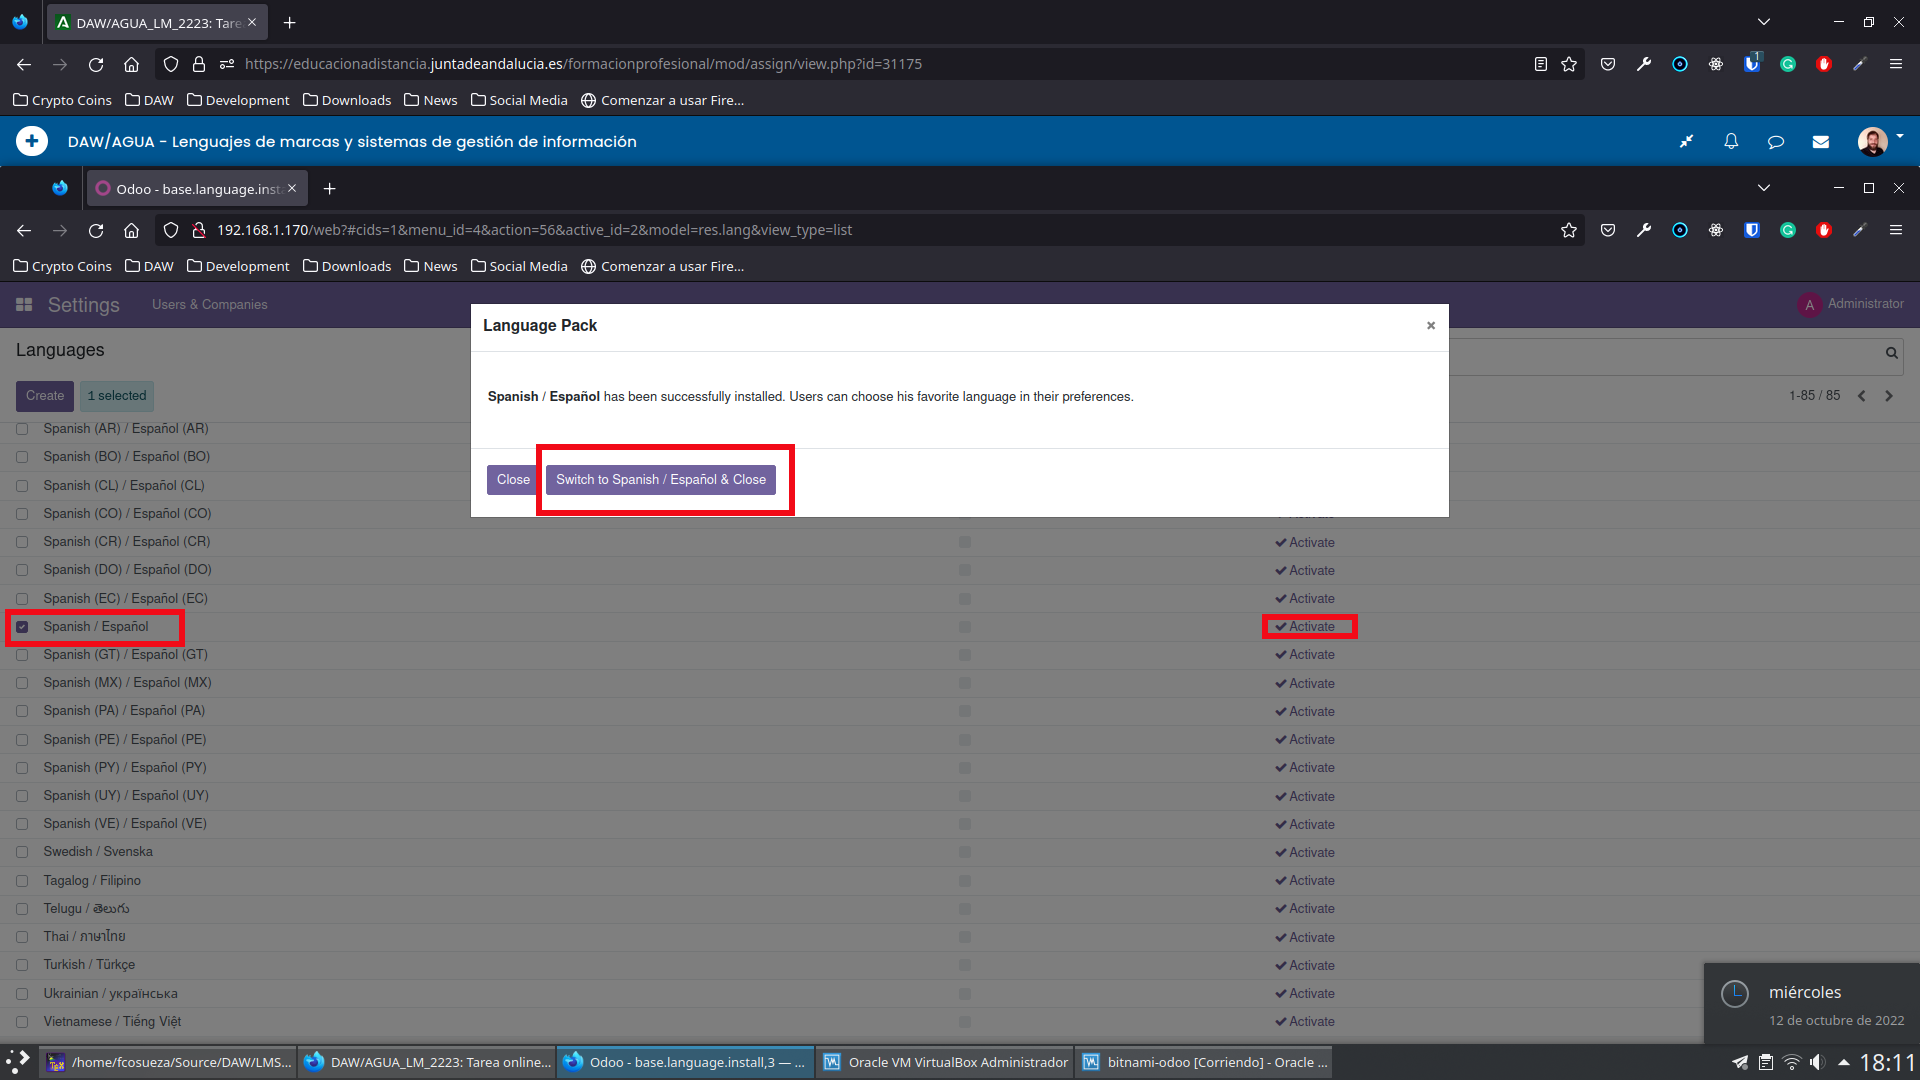 DAW/AGUA_LM_2223: Tare
https://educacionadistancia.juntadeandalucia.es/formacionprofesional/mod/assign/view.php?id=31175
1
Crypto Coins DAW Development Downloads News Social Media Comenzar a usar Fire...
DAW/AGUA - Lenguajes de marcas y sistemas de gestión de información
Odoo - base.language.inst
192.168.1.170/web?#cids=1&menu_id=4&action=56&active_id=2&model=res.lang&view_type=list
Crypto Coins DAW Development Downloads News Social Media Comenzar a usar Fire...
Settings Users & Companies A Administrator
Language Pack ×
Languages
Spanish / Español has been successfully installed. Users can choose his favorite language in their preferences.
Create 1 selected 1-85 / 85
Close Switch to Spanish / Español & Close
Spanish (AR) / Español (AR)
Spanish (BO) / Español (BO)
Spanish (CL) / Español (CL)
Spanish (CO) / Español (CO) Activate
Spanish (CR) / Español (CR) Activate
Spanish (DO) / Español (DO) Activate
Spanish (EC) / Español (EC) Activate
Spanish / Español Activate
Spanish (GT) / Español (GT) Activate
Spanish (MX) / Español (MX) Activate
Spanish (PA) / Español (PA) Activate
Spanish (PE) / Español (PE) Activate
Spanish (PY) / Español (PY) Activate
Spanish (UY) / Español (UY) Activate
Spanish (VE) / Español (VE) Activate
Swedish / Svenska Activate
Tagalog / Filipino Activate
Telugu / తెలుగు Activate
Thai / ภาษาไทย Activate
Turkish / Türkçe Activate
Ukrainian / українська Activate
Vietnamese / Tiếng Việt Activate
miércoles
12 de octubre de 2022
/home/fcosueza/Source/DAW/LMS... DAW/AGUA_LM_2223: Tarea online... Odoo - base.language.install,3 — ... Oracle VM VirtualBox Administrador bitnami-odoo [Corriendo] - Oracle ... 18:11